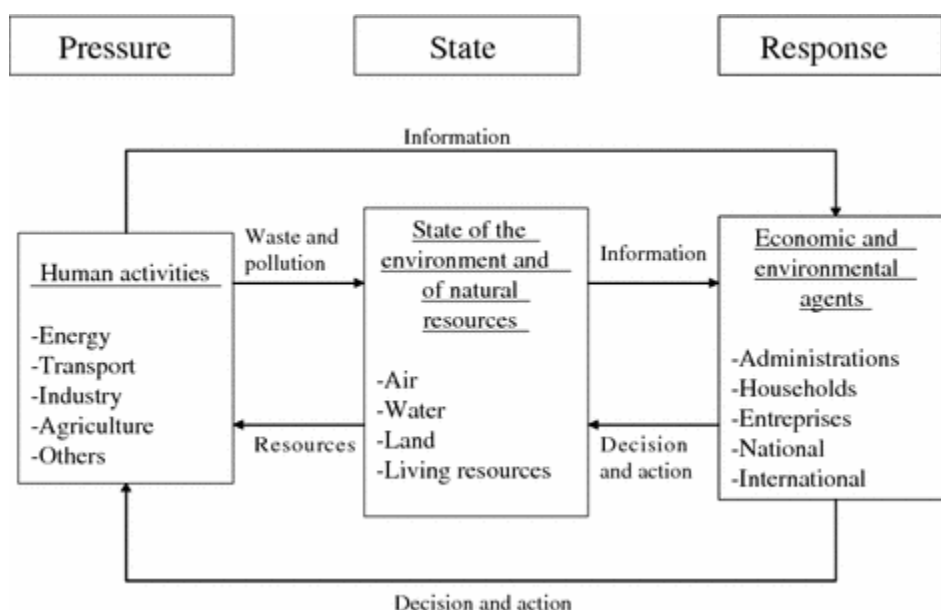 Pressure
State
Response
Information
Human activities
-Energy
-Transport
-Industry
-Agriculture
-Others
Waste and
pollution
Resources
State of the
environment and
of natural
resources
-Air
-Water
-Land
-Living resources
Information
Decision
and action
Economic and
environmental
agents
-Administrations
-Households
-Entreprises
-National
-International
Decision and action